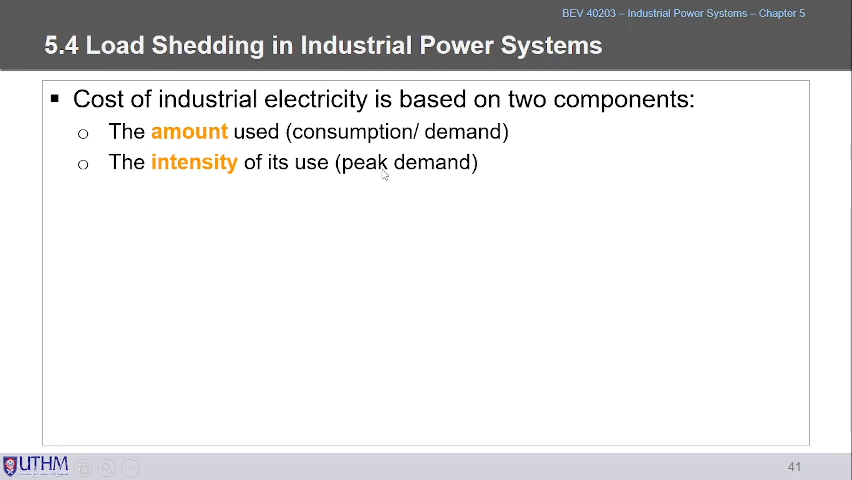 BEV 40203 – Industrial Power Systems – Chapter 5
5.4 Load Shedding in Industrial Power Systems
▪ Cost of industrial electricity is based on two components:
o The amount used (consumption/ demand)
o The intensity of its use (peak demand)
UTHM
41